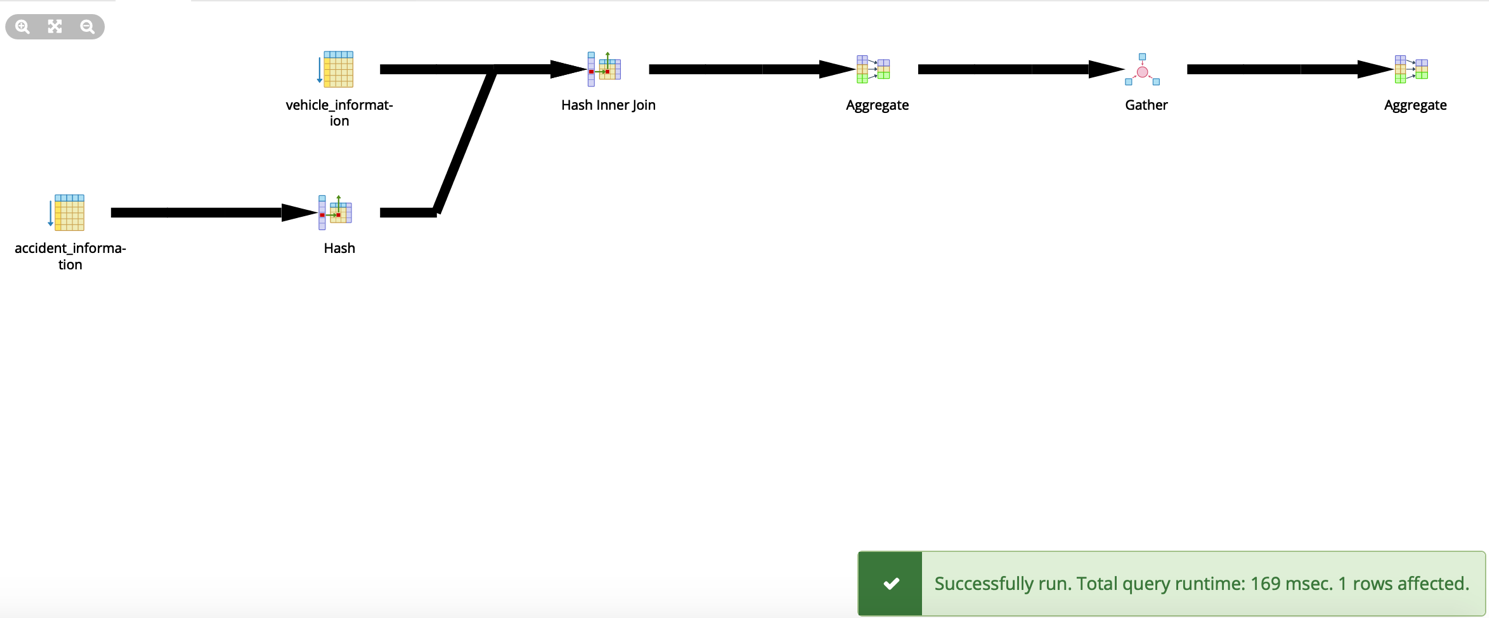 vehicle_informat-
ion
Hash Inner Join
Aggregate
Gather
Aggregate
accident_informa-
tion
Hash
Successfully run. Total query runtime: 169 msec. 1 rows affected.